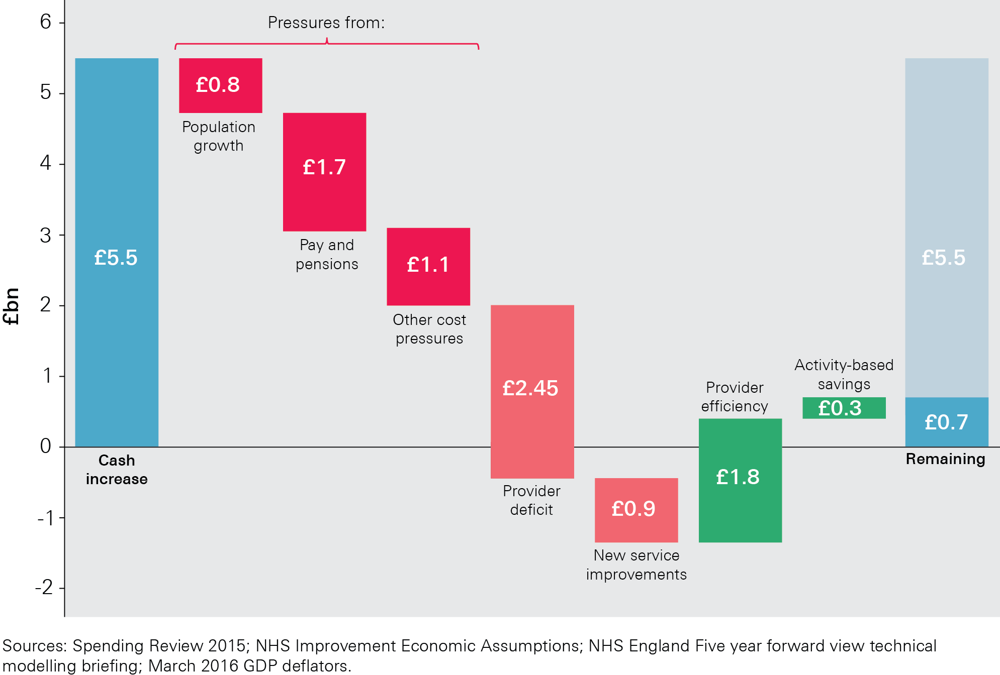 6
Pressures from:
5
4
3
2
1
0
-1
-2
£bn
£5.5
Cash
increase
£0.8
Population
growth
£1.7
Pay and
pensions
£1.1
Other cost
pressures
£2.45
Provider
deficit
£0.9
New service
improvements
Provider
efficiency
£1.8
Activity-based
savings
£0.3
£5.5
£0.7
Remaining
Sources: Spending Review 2015; NHS Improvement Economic Assumptions; NHS England Five year forward view technical
modelling briefing; March 2016 GDP deflators.